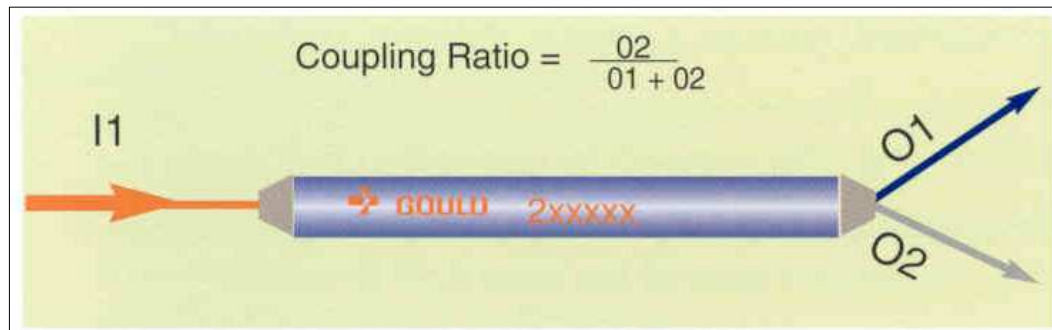 Coupling Ratio = 02
01 + 02
I1
O1
GOULD 2xxxxx
O2